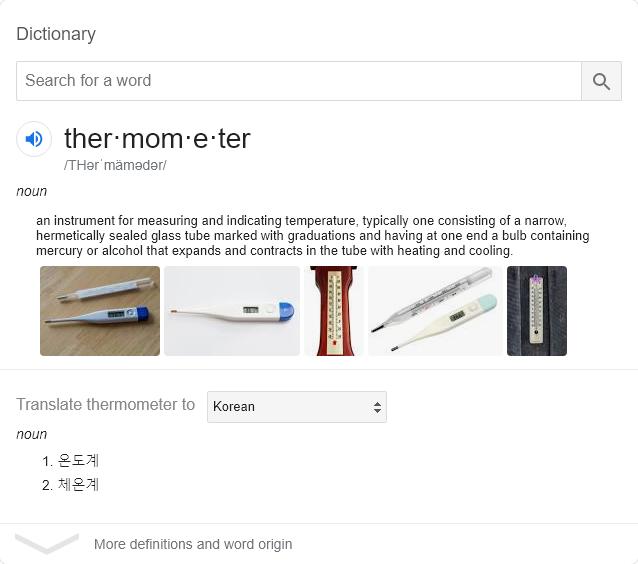 Dictionary
Search for a word
ther·mom·e·ter
/THərˈmämədər/
noun
an instrument for measuring and indicating temperature, typically one consisting of a narrow,
hermetically sealed glass tube marked with graduations and having at one end a bulb containing
mercury or alcohol that expands and contracts in the tube with heating and cooling.
Translate thermometer to Korean
noun
1. 온도계
2. 체온계
More definitions and word origin